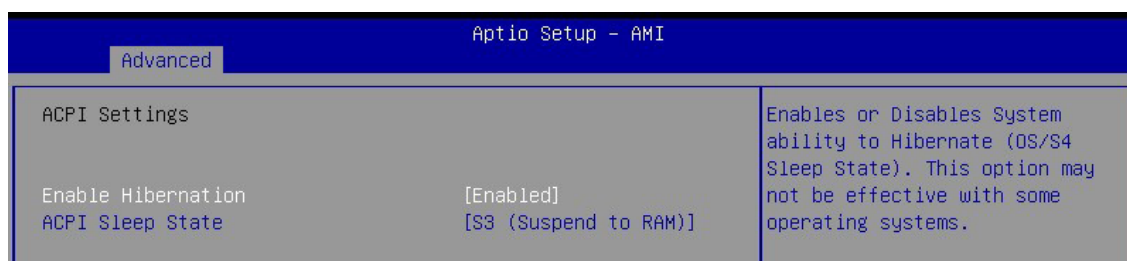 Aptio Setup - AMI
Advanced
ACPI Settings
Enable Hibernation [Enabled]
ACPI Sleep State [S3 (Suspend to RAM)]
Enables or Disables System
ability to Hibernate (OS/S4
Sleep State). This option may
not be effective with some
operating systems.